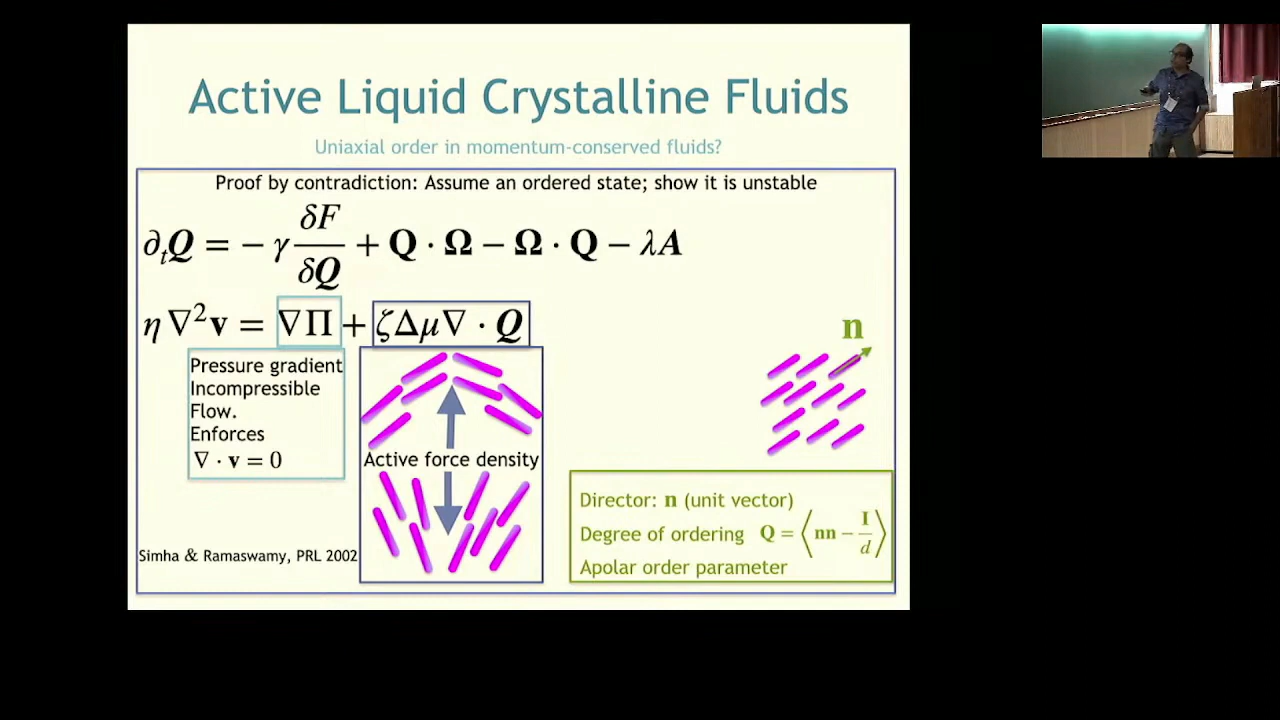 Active Liquid Crystalline Fluids
Uniaxial order in momentum-conserved fluids?
Proof by contradiction: Assume an ordered state; show it is unstable
∂ₜQ = − γ δF/δQ + Q · Ω − Ω · Q − λA
η ∇²v = ∇Π + ζΔμ∇ · Q
n
Pressure gradient
Incompressible
Flow.
Enforces
∇ · v = 0
Active force density
Simha & Ramaswamy, PRL 2002
Director: n (unit vector)
Degree of ordering Q = ⟨nn − I/d⟩
Apolar order parameter